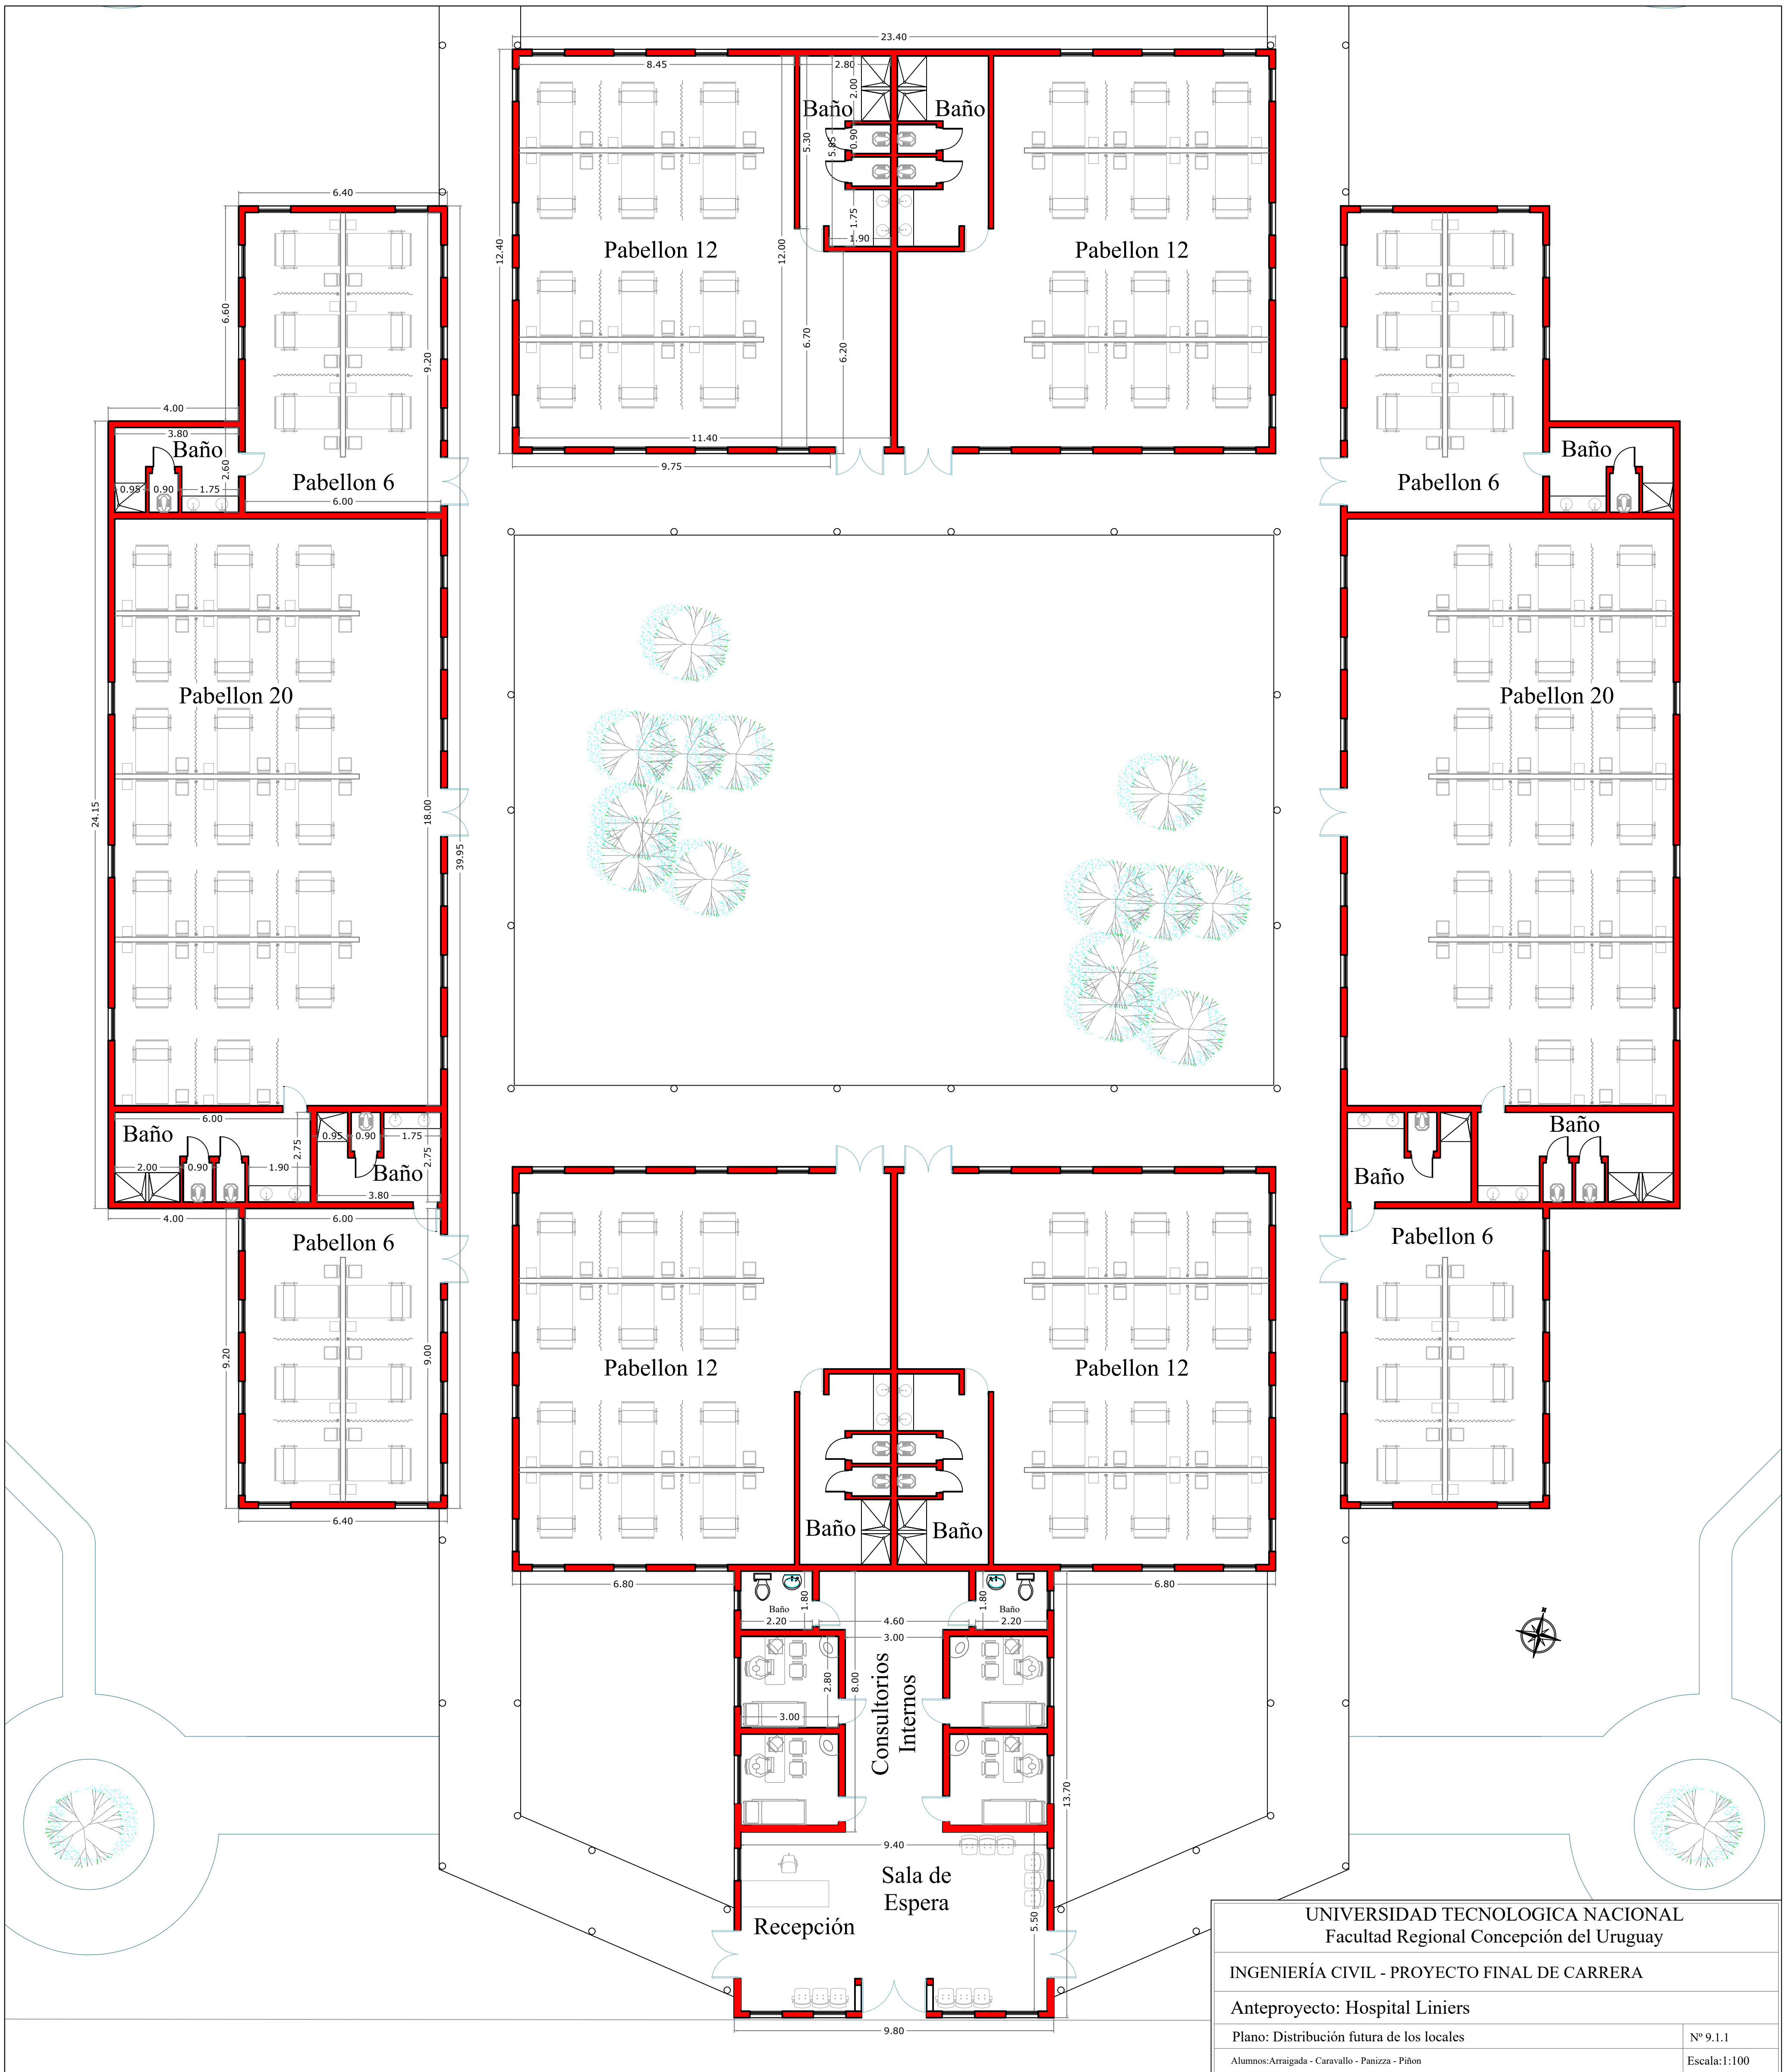 23.40
8.45
2.80
2.00
Baño
Baño
0.90
5.30
5.85
1.75
1.90
12.40
12.00
Pabellon 12
Pabellon 12
6.70
6.20
11.40
9.75
6.40
6.60
9.20
4.00
3.80
Baño
2.60
0.95
0.90
1.75
Pabellon 6
6.00
Baño
Pabellon 6
Pabellon 20
Pabellon 20
24.15
18.00
39.95
6.00
Baño
2.75
0.95
0.90
1.75
2.75
2.00
0.90
1.90
Baño
3.80
4.00
6.00
Pabellon 6
9.20
9.00
6.40
Baño
Baño
Pabellon 6
Pabellon 12
Pabellon 12
Baño
Baño
6.80
6.80
1.80
1.80
Baño
Baño
2.20
4.60
2.20
3.00
2.80
8.00
Consultorios
Internos
3.00
13.70
9.40
Sala de
Espera
Recepción
5.50
9.80
UNIVERSIDAD TECNOLOGICA NACIONAL
Facultad Regional Concepción del Uruguay
INGENIERÍA CIVIL - PROYECTO FINAL DE CARRERA
Anteproyecto: Hospital Liniers
Plano: Distribución futura de los locales
Nº 9.1.1
Alumnos:Arraigada - Caravallo - Panizza - Piñon
Escala:1:100